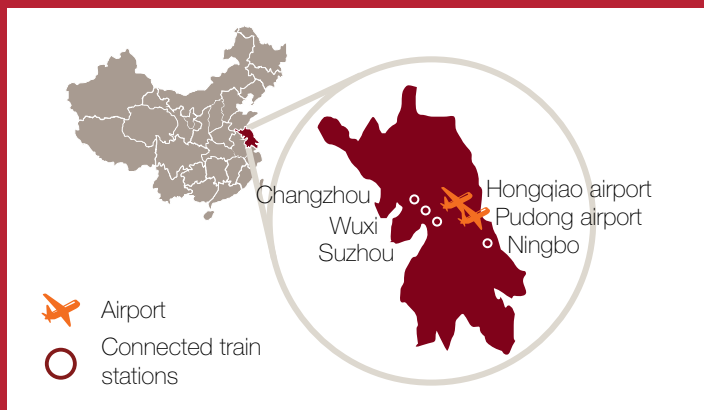 Changzhou
Hongqiao airport
Pudong airport
Wuxi
Suzhou
Ningbo
Airport
Connected train
stations